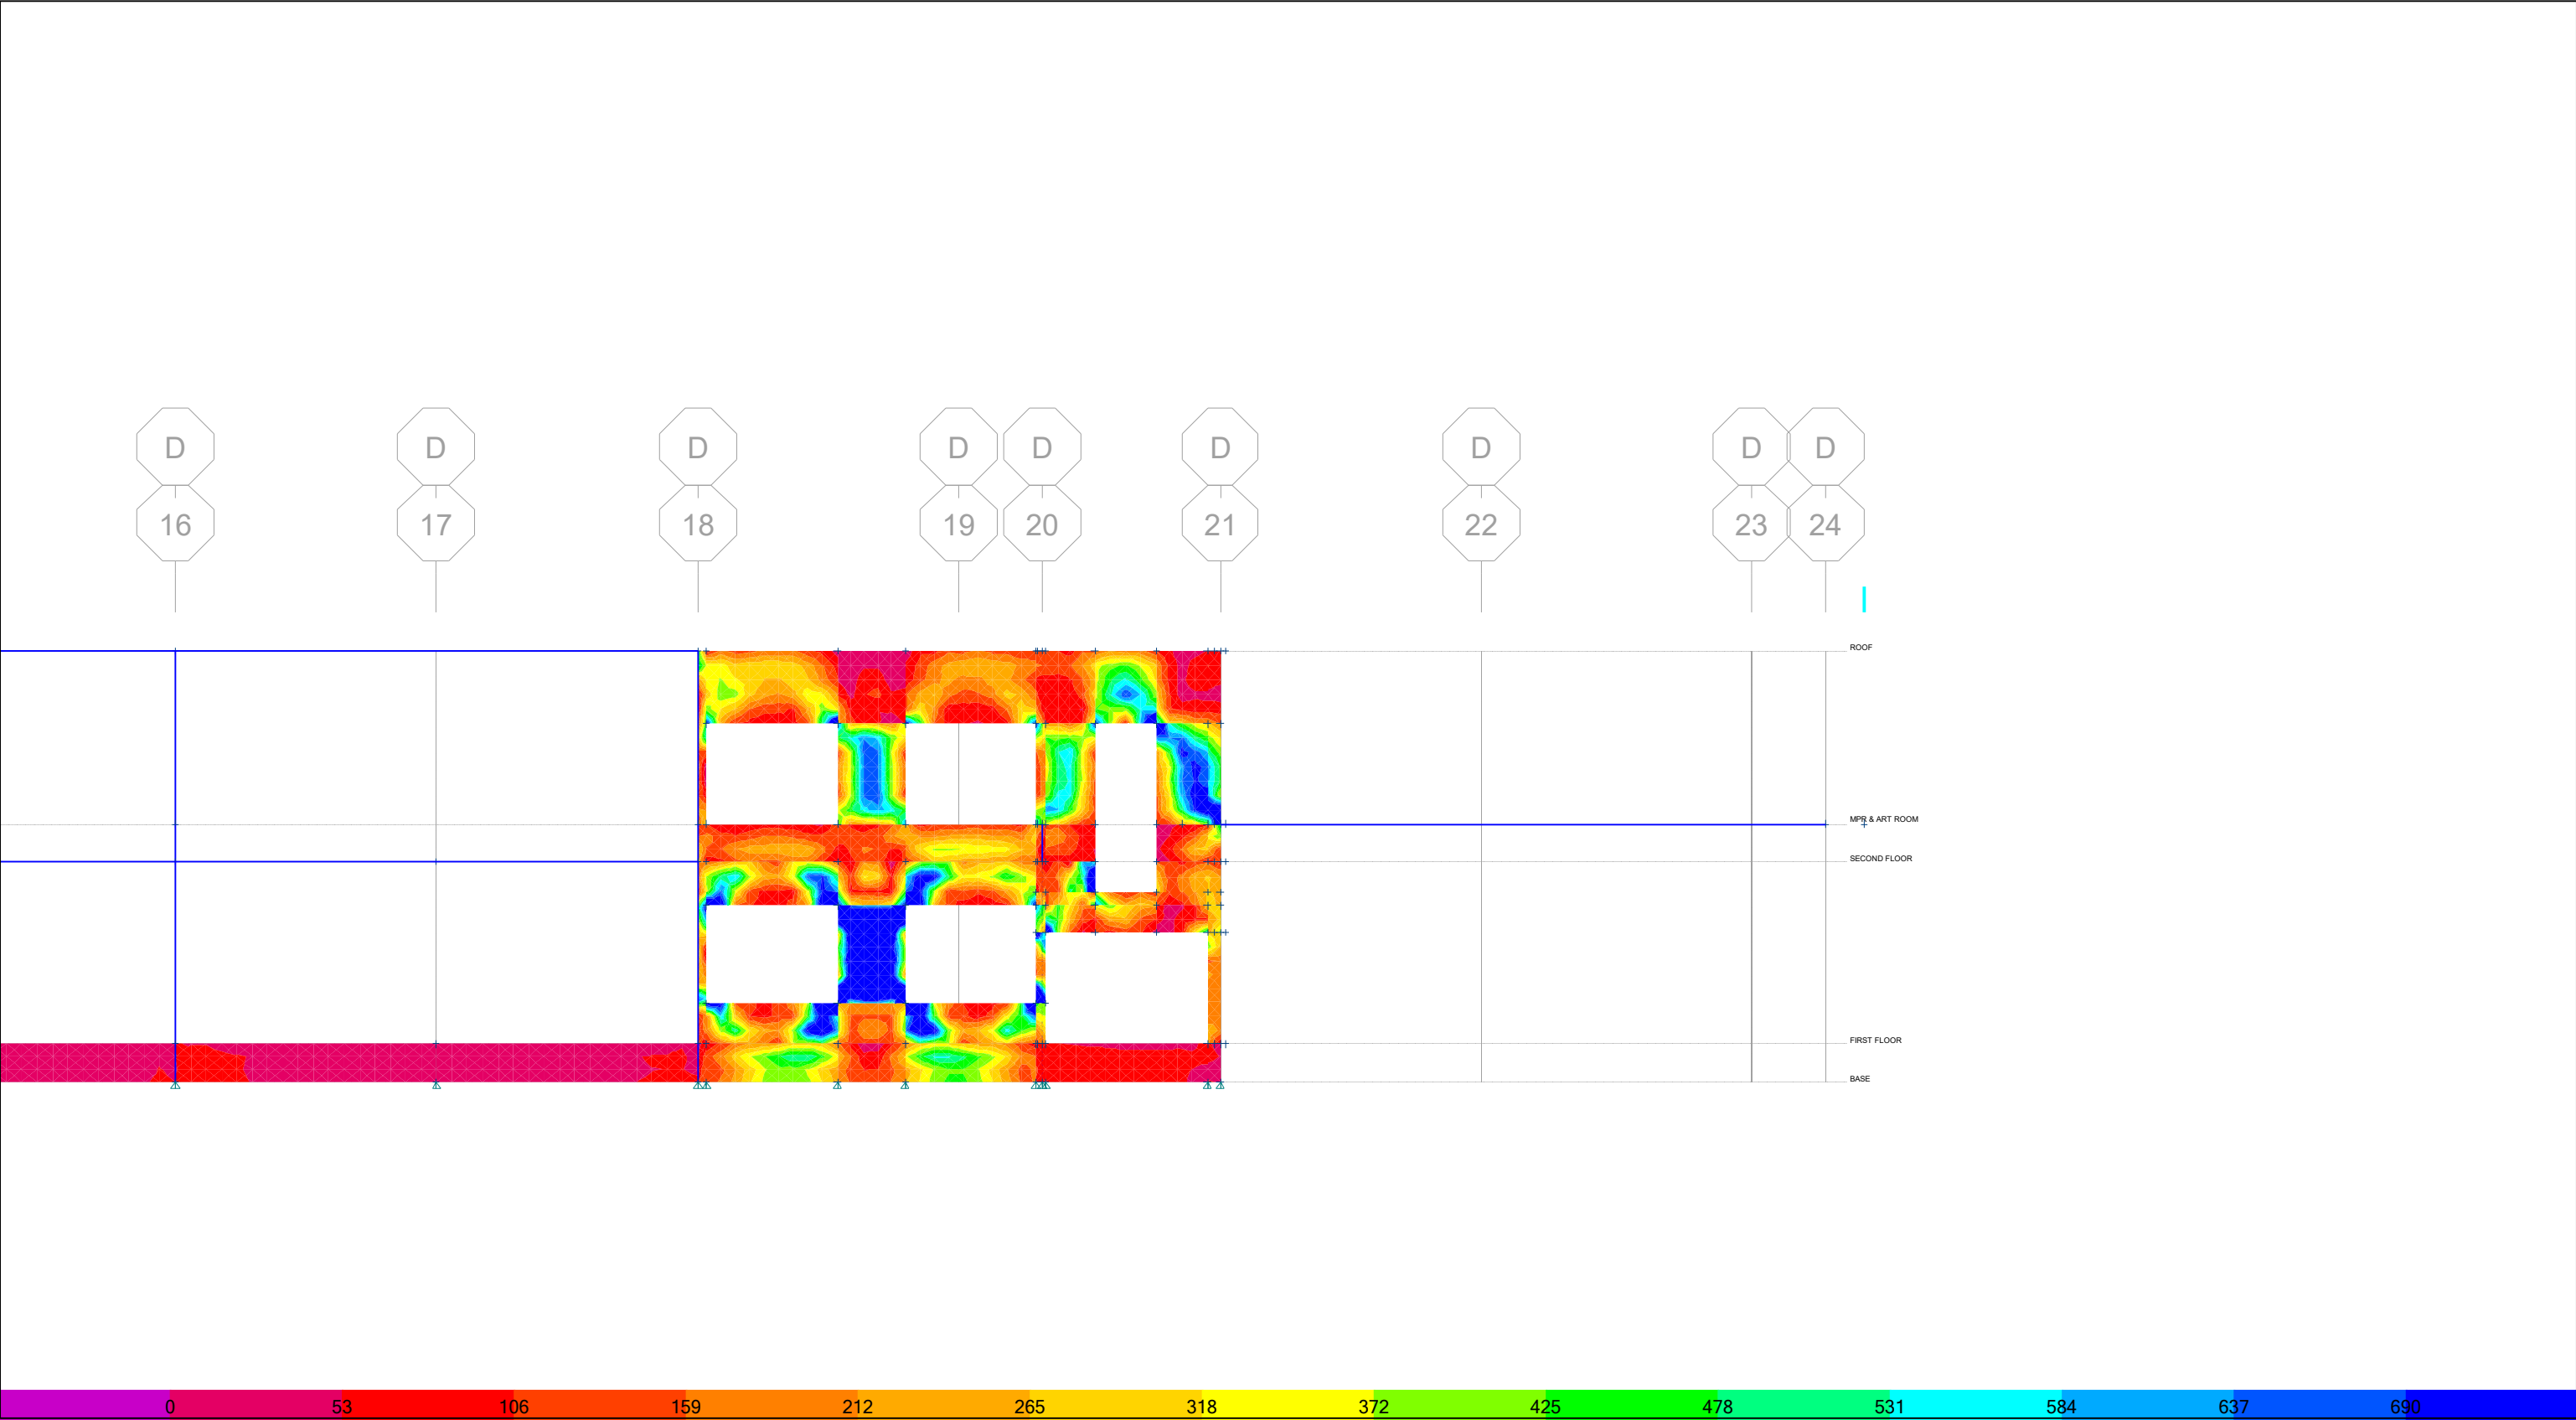 D D D D D D D D D
16 17 18 19 20 21 22 23 24
ROOF
MPR & ART ROOM
SECOND FLOOR
FIRST FLOOR
BASE
0 53 106 159 212 265 318 372 425 478 531 584 637 690